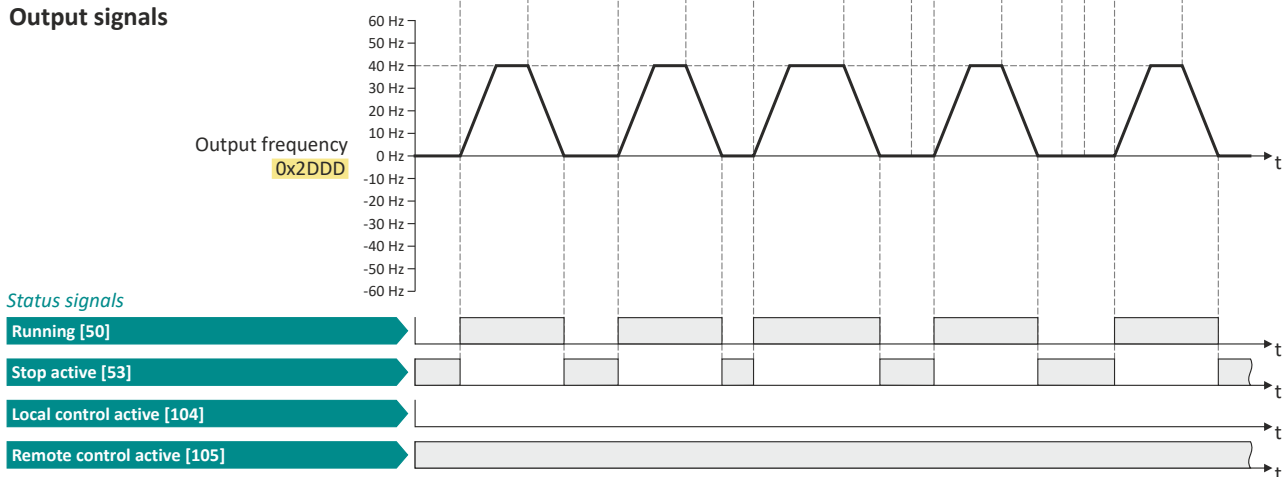 Output signals
60 Hz
50 Hz
40 Hz
30 Hz
20 Hz
10 Hz
0 Hz
-10 Hz
-20 Hz
-30 Hz
-40 Hz
-50 Hz
-60 Hz
Output frequency
0x2DDD
t
Status signals
Running [50]
t
Stop active [53]
t
Local control active [104]
t
Remote control active [105]
t